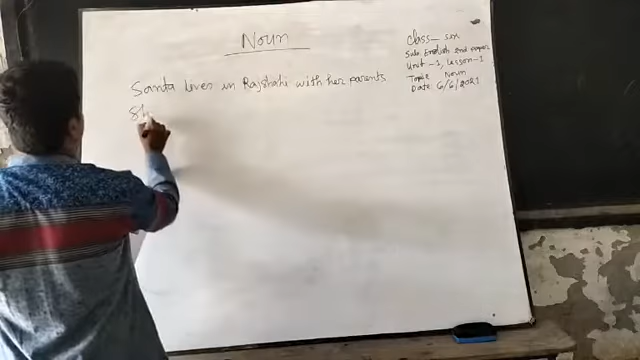 Noun
Class - six
Sub: English 2nd paper
Unit -1, Lesson -1
Topic Noun
Date: 6/6/2021
Santa lives in Rajshahi with her parents
Sh